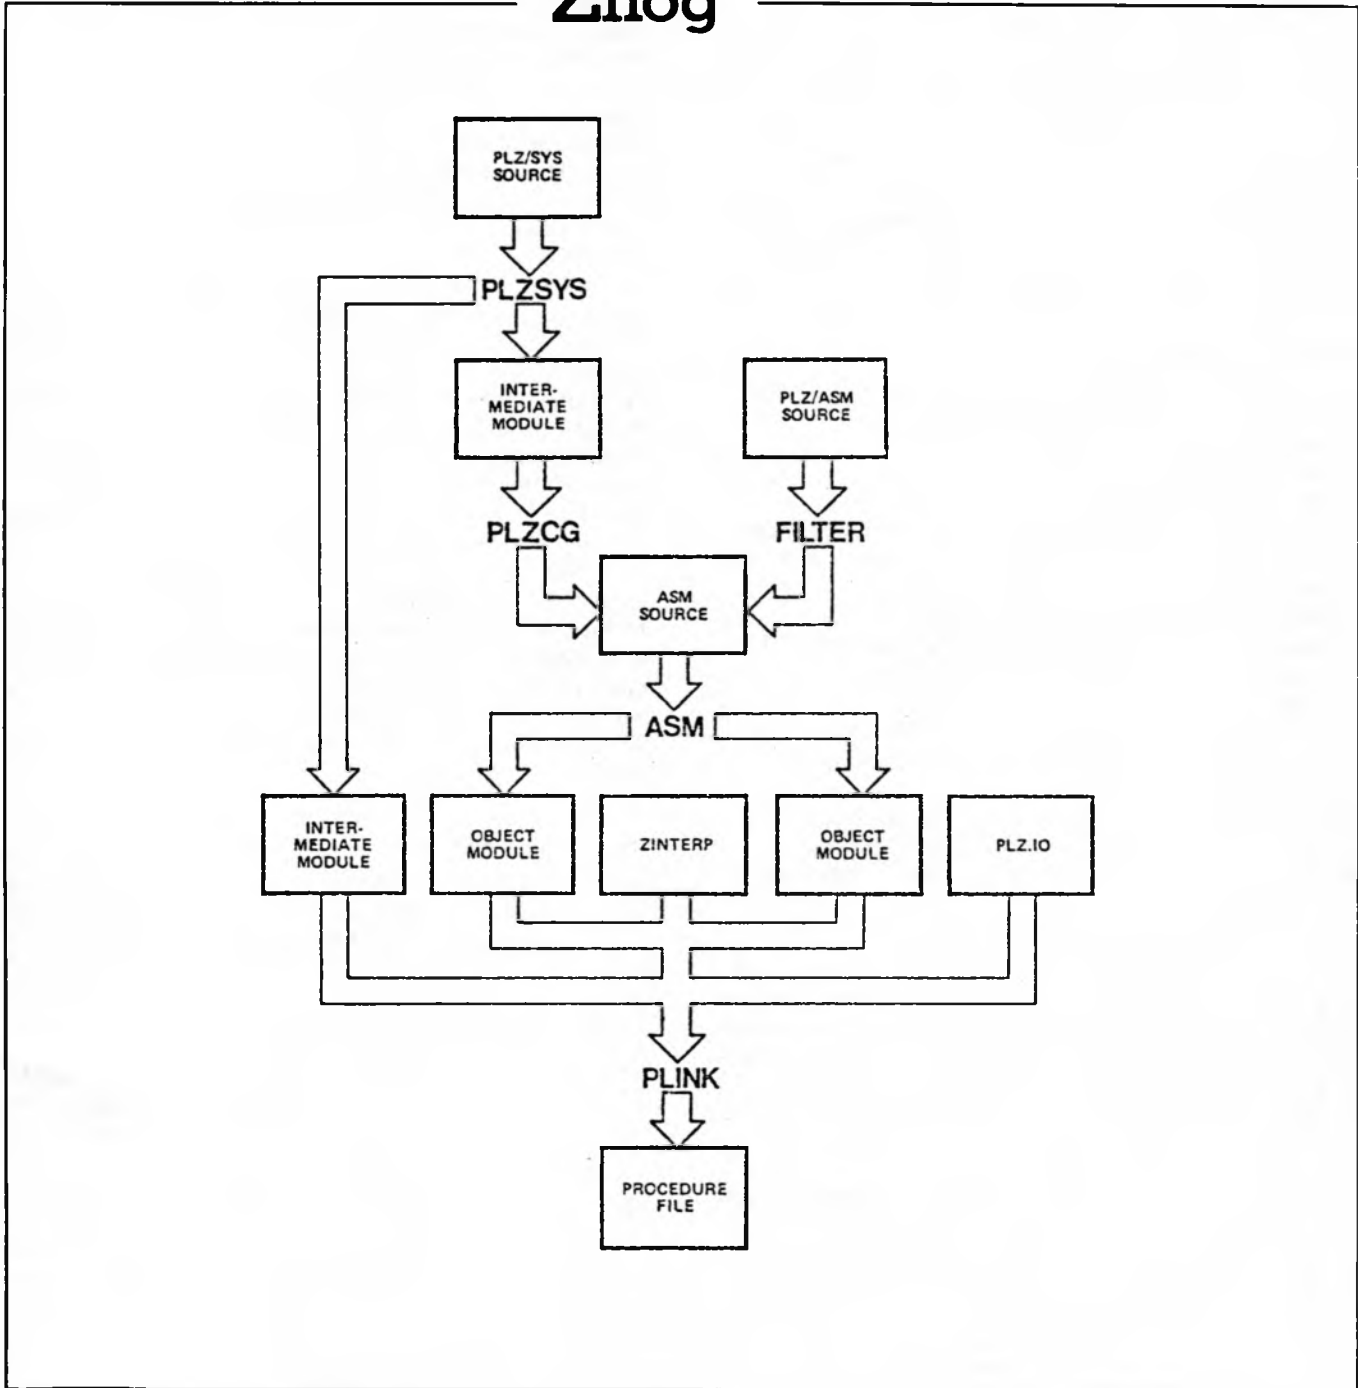 Zilog
PLZ/SYS
SOURCE
PLZSYS
INTER-
MEDIATE
MODULE
PLZ/ASM
SOURCE
PLZCG
FILTER
ASM
SOURCE
ASM
INTER-
MEDIATE
MODULE
OBJECT
MODULE
ZINTERP
OBJECT
MODULE
PLZ.IO
PLINK
PROCEDURE
FILE